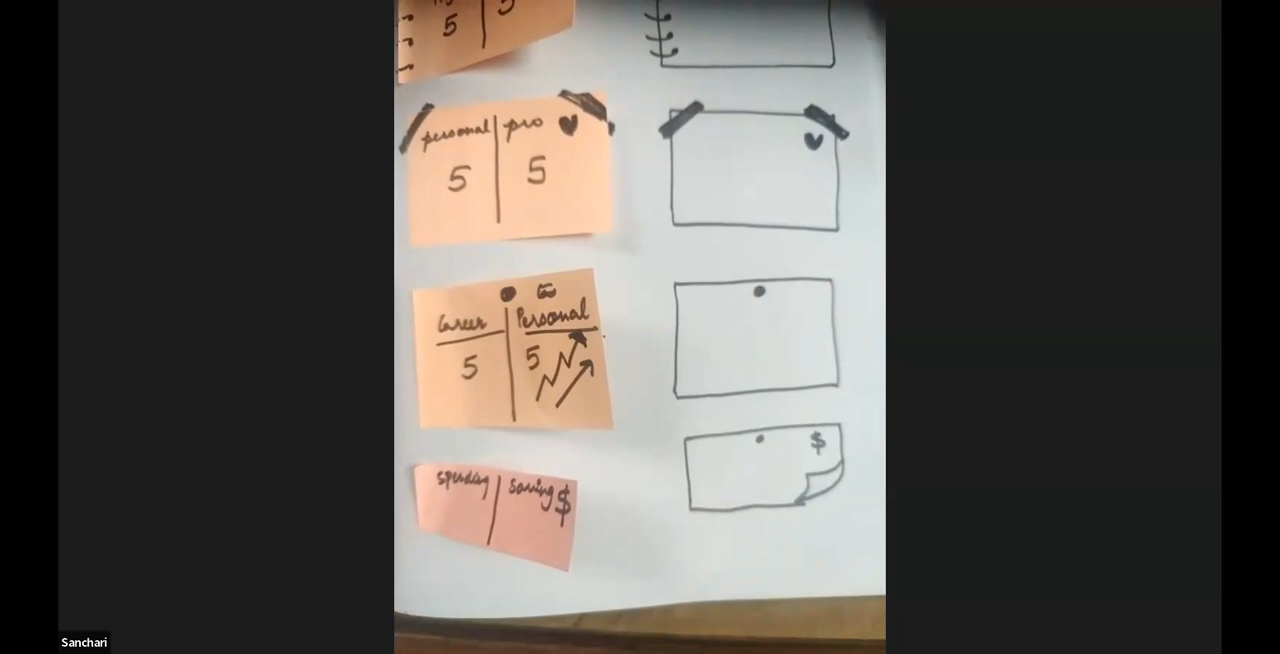 5
5
personal pro
5 5
Career Personal
5 5
$
spending Saving $
Sanchari